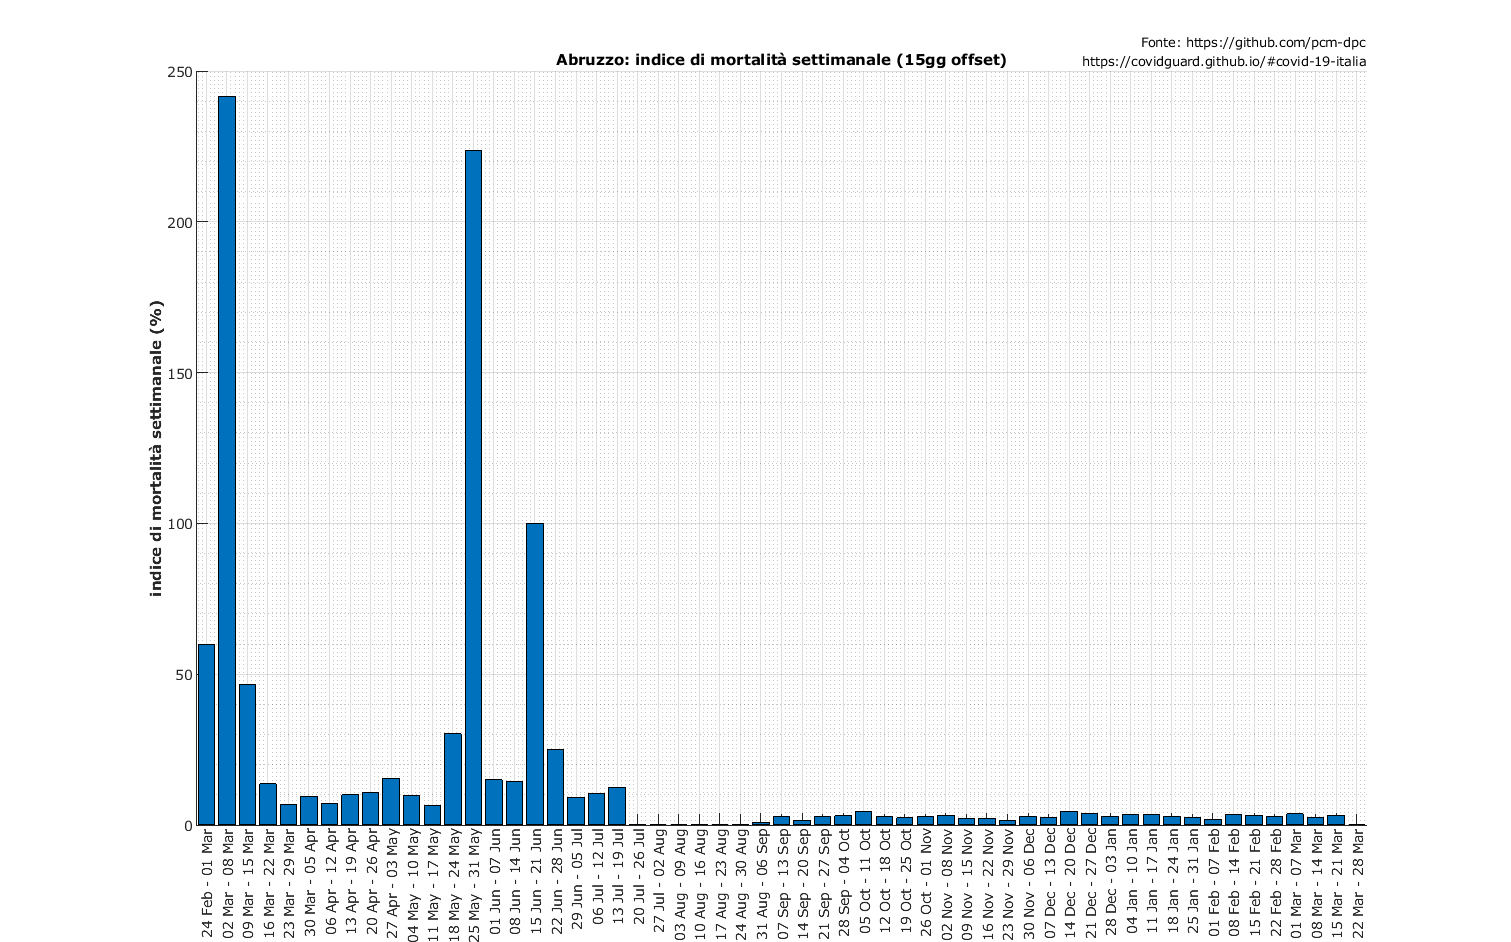 Fonte: https://github.com/pcm-dpc
Abruzzo: indice di mortalità settimanale (15gg offset)
https://covidguard.github.io/#covid-19-italia
indice di mortalità settimanale (%)
250
200
150
100
50
0
24 Feb - 01 Mar
02 Mar - 08 Mar
09 Mar - 15 Mar
16 Mar - 22 Mar
23 Mar - 29 Mar
30 Mar - 05 Apr
06 Apr - 12 Apr
13 Apr - 19 Apr
20 Apr - 26 Apr
27 Apr - 03 May
04 May - 10 May
11 May - 17 May
18 May - 24 May
25 May - 31 May
01 Jun - 07 Jun
08 Jun - 14 Jun
15 Jun - 21 Jun
22 Jun - 28 Jun
29 Jun - 05 Jul
06 Jul - 12 Jul
13 Jul - 19 Jul
20 Jul - 26 Jul
27 Jul - 02 Aug
03 Aug - 09 Aug
10 Aug - 16 Aug
17 Aug - 23 Aug
24 Aug - 30 Aug
31 Aug - 06 Sep
07 Sep - 13 Sep
14 Sep - 20 Sep
21 Sep - 27 Sep
28 Sep - 04 Oct
05 Oct - 11 Oct
12 Oct - 18 Oct
19 Oct - 25 Oct
26 Oct - 01 Nov
02 Nov - 08 Nov
09 Nov - 15 Nov
16 Nov - 22 Nov
23 Nov - 29 Nov
30 Nov - 06 Dec
07 Dec - 13 Dec
14 Dec - 20 Dec
21 Dec - 27 Dec
28 Dec - 03 Jan
04 Jan - 10 Jan
11 Jan - 17 Jan
18 Jan - 24 Jan
25 Jan - 31 Jan
01 Feb - 07 Feb
08 Feb - 14 Feb
15 Feb - 21 Feb
22 Feb - 28 Feb
01 Mar - 07 Mar
08 Mar - 14 Mar
15 Mar - 21 Mar
22 Mar - 28 Mar